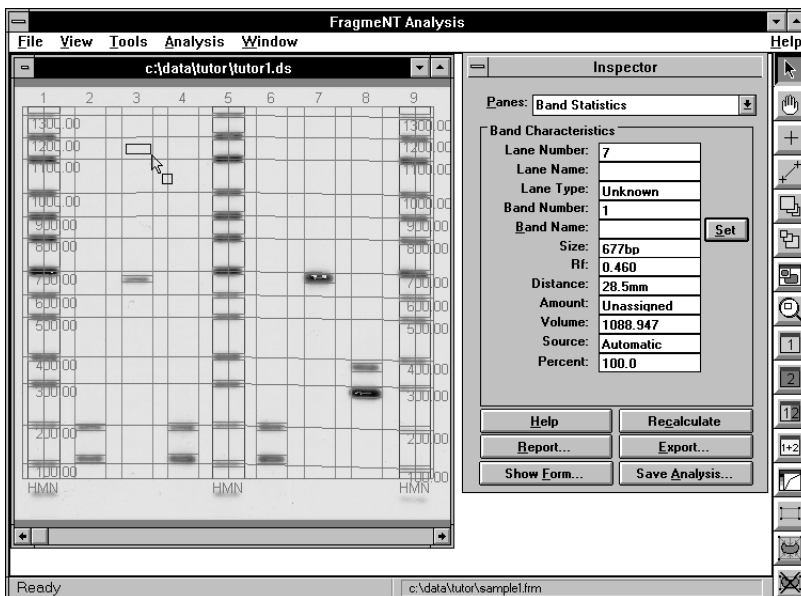 FragmeNT Analysis
File View Tools Analysis Window Help
c:\data\tutor\tutor1.ds
1 2 3 4 5 6 7 8 9
1300.00 1300.00
1200.00 1200.00
1100.00 1100.00
1000.00 1000.00
900.00 900.00
800.00 800.00
700.00 700.00
600.00 600.00
500.00 500.00
400.00 400.00
300.00 300.00
200.00 200.00
100.00 100.00
HMN HMN HMN
Inspector
Panes: Band Statistics
Band Characteristics
Lane Number: 7
Lane Name:
Lane Type: Unknown
Band Number: 1
Band Name:
Set
Size: 677bp
Rf: 0.460
Distance: 28.5mm
Amount: Unassigned
Volume: 1088.947
Source: Automatic
Percent: 100.0
Help Recalculate
Report... Export...
Show Form... Save Analysis...
1
2
12
1+2
Ready c:\data\tutor\sample1.frm